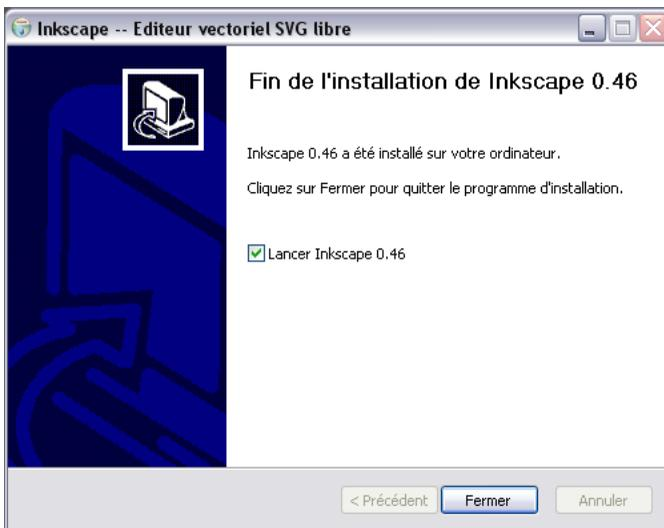 Inkscape -- Editeur vectoriel SVG libre
Fin de l'installation de Inkscape 0.46
Inkscape 0.46 a été installé sur votre ordinateur.
Cliquez sur Fermer pour quitter le programme d'installation.
Lancer Inkscape 0.46
< Précédent
Fermer
Annuler